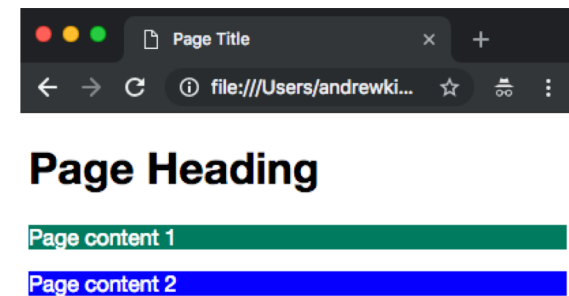 Page Title
file:///Users/andrewki...
Page Heading
Page content 1
Page content 2